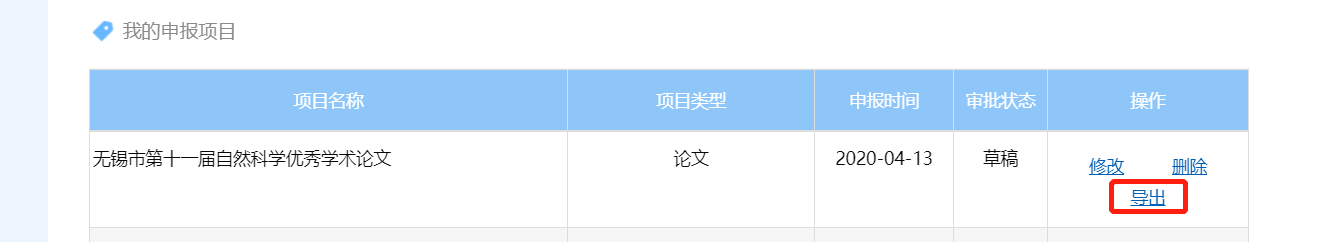 我的申报项目
项目名称 项目类型 申报时间 审批状态 操作
无锡市第十一届自然科学优秀学术论文 论文 2020-04-13 草稿 修改 删除
导出